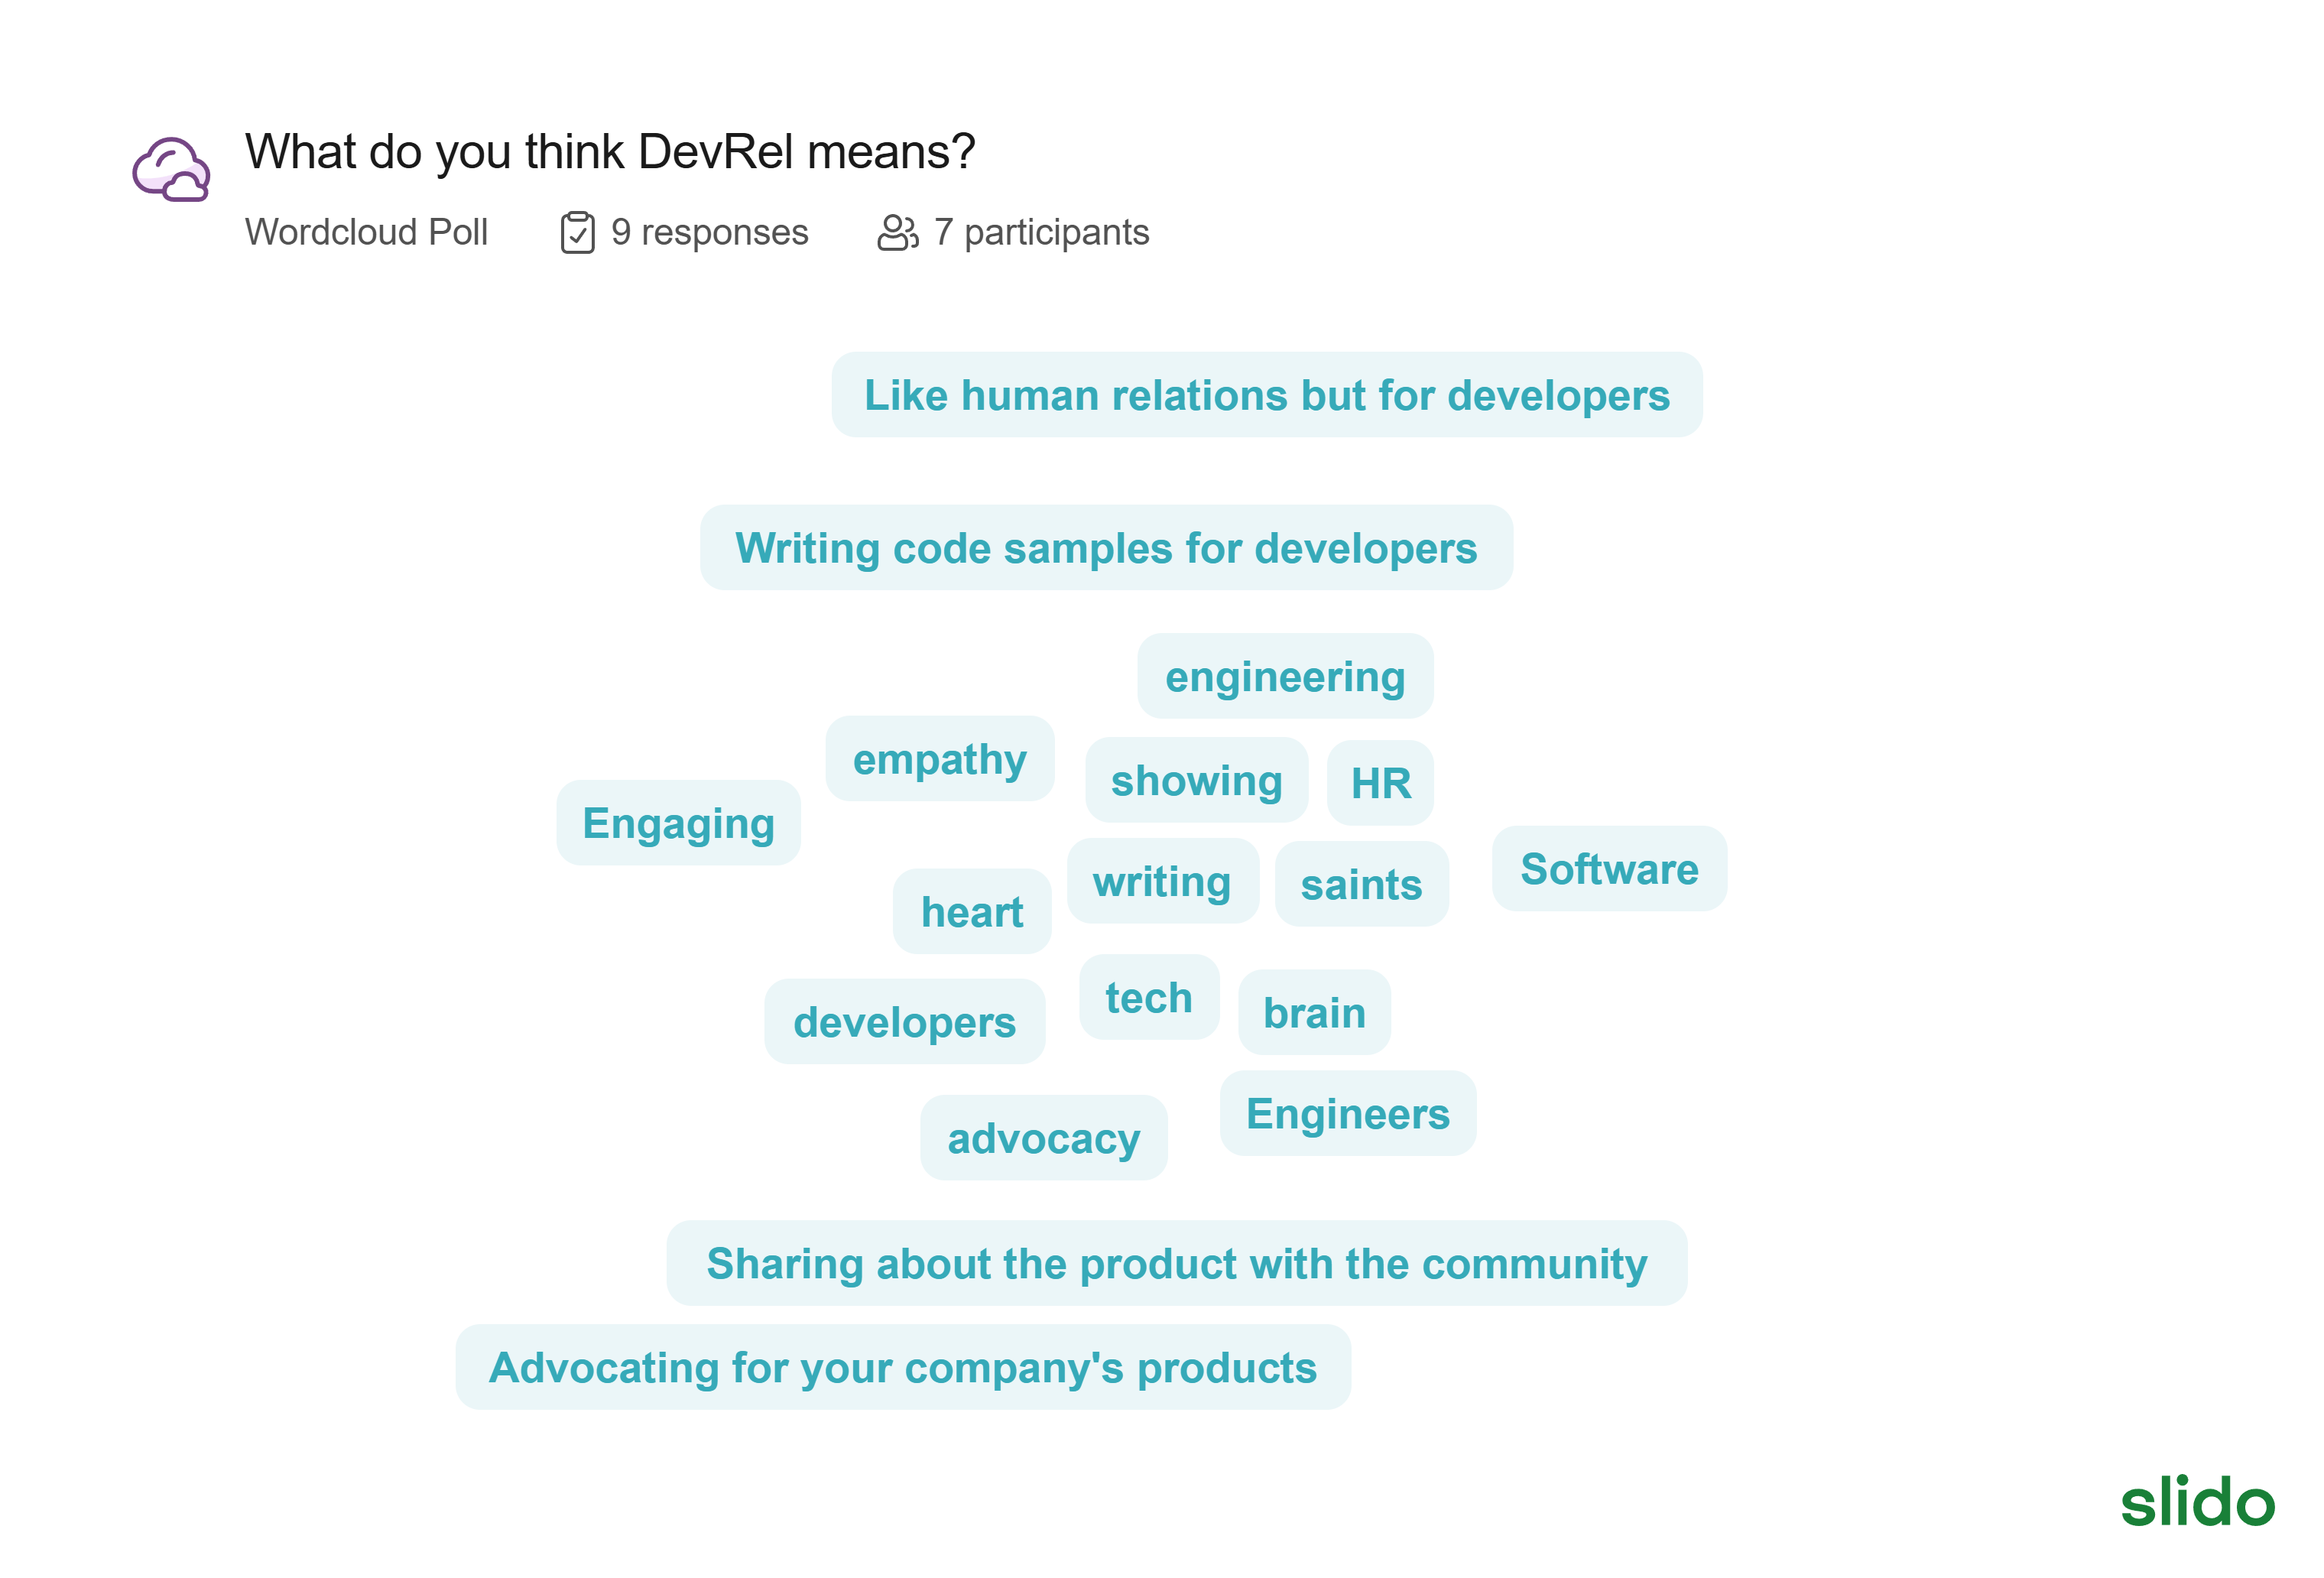 What do you think DevRel means?
Wordcloud Poll 9 responses 7 participants
Like human relations but for developers
Writing code samples for developers
engineering
empathy
showing HR
Engaging
Software
writing saints
heart
tech brain
developers
Engineers
advocacy
Sharing about the product with the community
Advocating for your company's products
slido